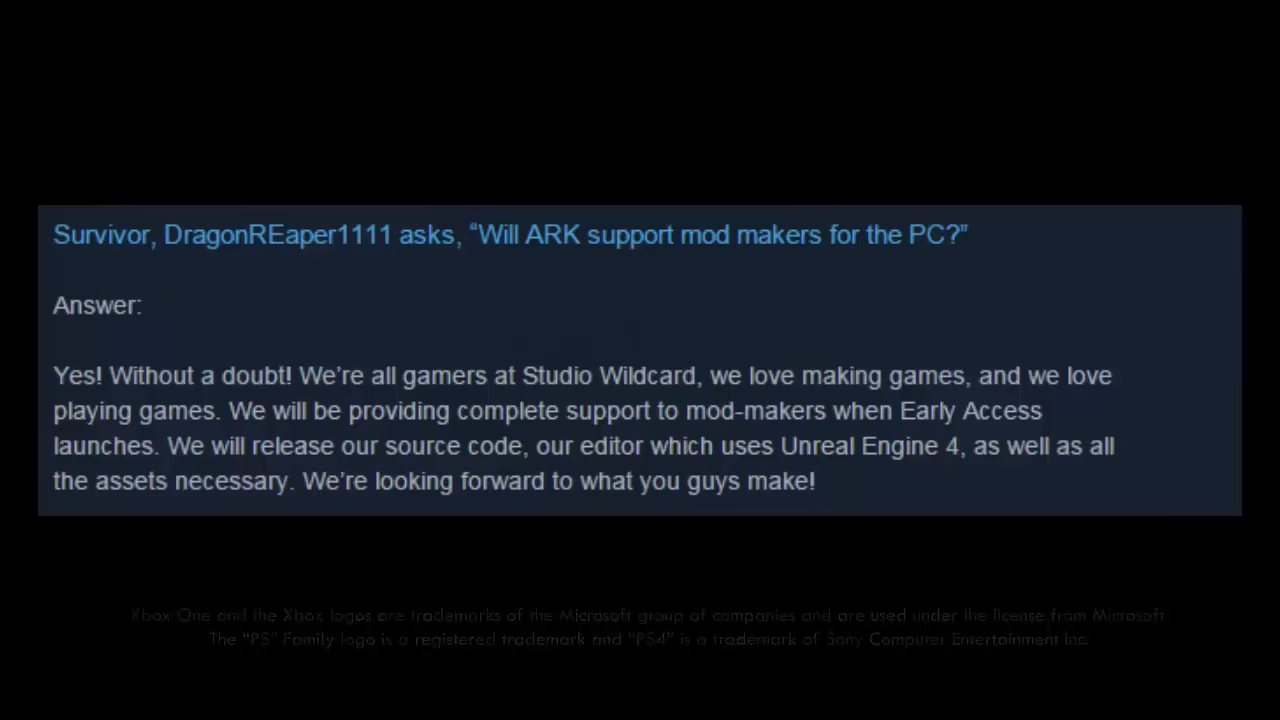 Survivor, DragonREaper1111 asks, “Will ARK support mod makers for the PC?”
Answer:
Yes! Without a doubt! We’re all gamers at Studio Wildcard, we love making games, and we love
playing games. We will be providing complete support to mod-makers when Early Access
launches. We will release our source code, our editor which uses Unreal Engine 4, as well as all
the assets necessary. We’re looking forward to what you guys make!
Xbox One and the Xbox logos are trademarks of the Microsoft group of companies and are used under the license from Microsoft
The “PS” Family logo is a registered trademark and “PS4” is a trademark of Sony Computer Entertainment Inc.